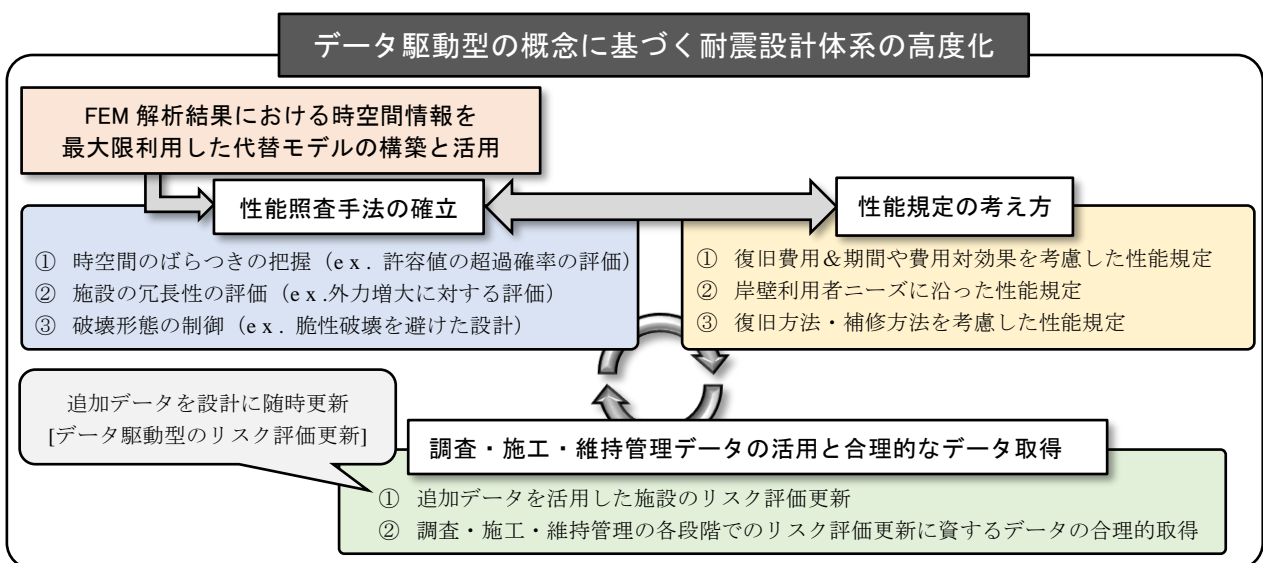 データ駆動型の概念に基づく耐震設計体系の高度化
FEM 解析結果における時空間情報を
最大限利用した代替モデルの構築と活用
性能照査手法の確立
① 時空間のばらつきの把握（ex. 許容値の超過確率の評価）
② 施設の冗長性の評価（ex.外力増大に対する評価）
③ 破壊形態の制御（ex. 脆性破壊を避けた設計）
性能規定の考え方
① 復旧費用＆期間や費用対効果を考慮した性能規定
② 岸壁利用者ニーズに沿った性能規定
③ 復旧方法・補修方法を考慮した性能規定
追加データを設計に随時更新
[データ駆動型のリスク評価更新]
調査・施工・維持管理データの活用と合理的なデータ取得
① 追加データを活用した施設のリスク評価更新
② 調査・施工・維持管理の各段階でのリスク評価更新に資するデータの合理的取得